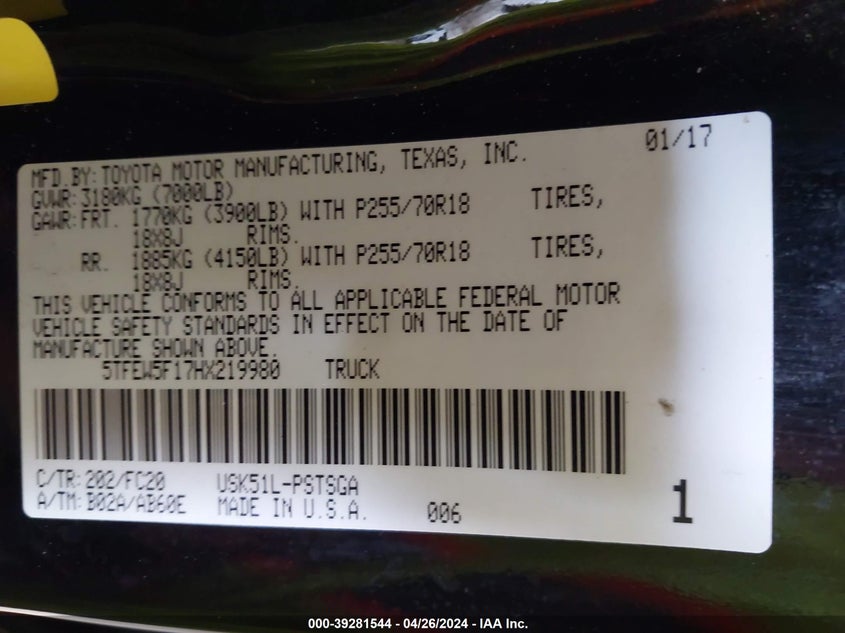 MFD.BY:TOYOTA MOTOR MANUFACTURING, TEXAS, INC. 01/17
GVWR:3180KG (7000LB)
GAWR:FRT. 1770KG (3900LB) WITH P255/70R18 TIRES,
18X8J RIMS.
RR. 1885KG (4150LB) WITH P255/70R18 TIRES,
18X8J RIMS.
THIS VEHICLE CONFORMS TO ALL APPLICABLE FEDERAL MOTOR
VEHICLE SAFETY STANDARDS IN EFFECT ON THE DATE OF
MANUFACTURE SHOWN ABOVE.
5TFEW5F17HX219980 TRUCK
C/TR:202/FC20 USK51L-PSTSGA
A/TM:B02A/AB60E MADE IN U.S.A. 006 1
000-39281544 - 04/26/2024 - IAA Inc.